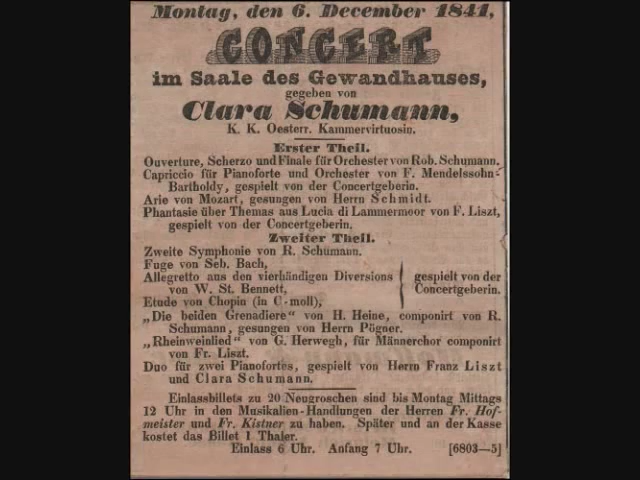 Montag, den 6. December 1841,
CONCERT
im Saale des Gewandhauses,
gegeben von
Clara Schumann,
K. K. Oesterr. Kammervirtuosin.
Erster Theil.
Ouverture, Scherzo und Finale für Orchester von Rob. Schumann.
Capriccio für Pianoforte und Orchester von F. Mendelssohn-
Bartholdy, gespielt von der Concertgeberin.
Arie von Mozart, gesungen von Herrn Schmidt.
Phantasie über Themas aus Lucia di Lammermoor von F. Liszt,
gespielt von der Concertgeberin.
Zweiter Theil.
Zweite Symphonie von R. Schumann.
Fuge von Seb. Bach,
Allegretto aus den vierhändigen Diversions
von W. St. Bennett,
Etude von Chopin (in C-moll),
gespielt von der
Concertgeberin.
„Die beiden Grenadiere“ von H. Heine, componirt von R.
Schumann, gesungen von Herrn Pögner.
„Rheinweinlied“ von G. Herwegh, für Männerchor componirt
von Fr. Liszt.
Duo für zwei Pianofortes, gespielt von Herrn Franz Liszt
und Clara Schumann.
Einlassbillets zu 20 Neugroschen sind bis Montag Mittags
12 Uhr in den Musikalien-Handlungen der Herren Fr. Hof-
meister und Fr. Kistner zu haben. Später und an der Kasse
kostet das Billet 1 Thaler.
Einlass 6 Uhr. Anfang 7 Uhr. [6803—5]